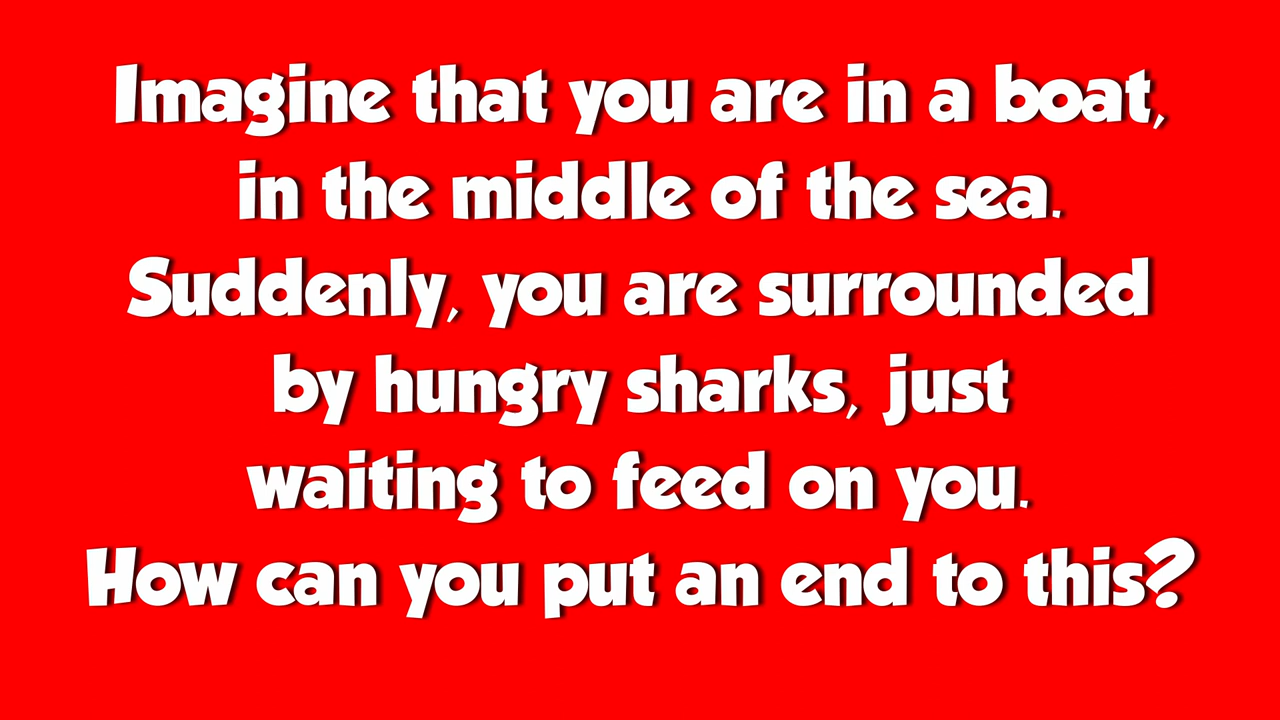 Imagine that you are in a boat,
in the middle of the sea.
Suddenly, you are surrounded
by hungry sharks, just
waiting to feed on you.
How can you put an end to this?